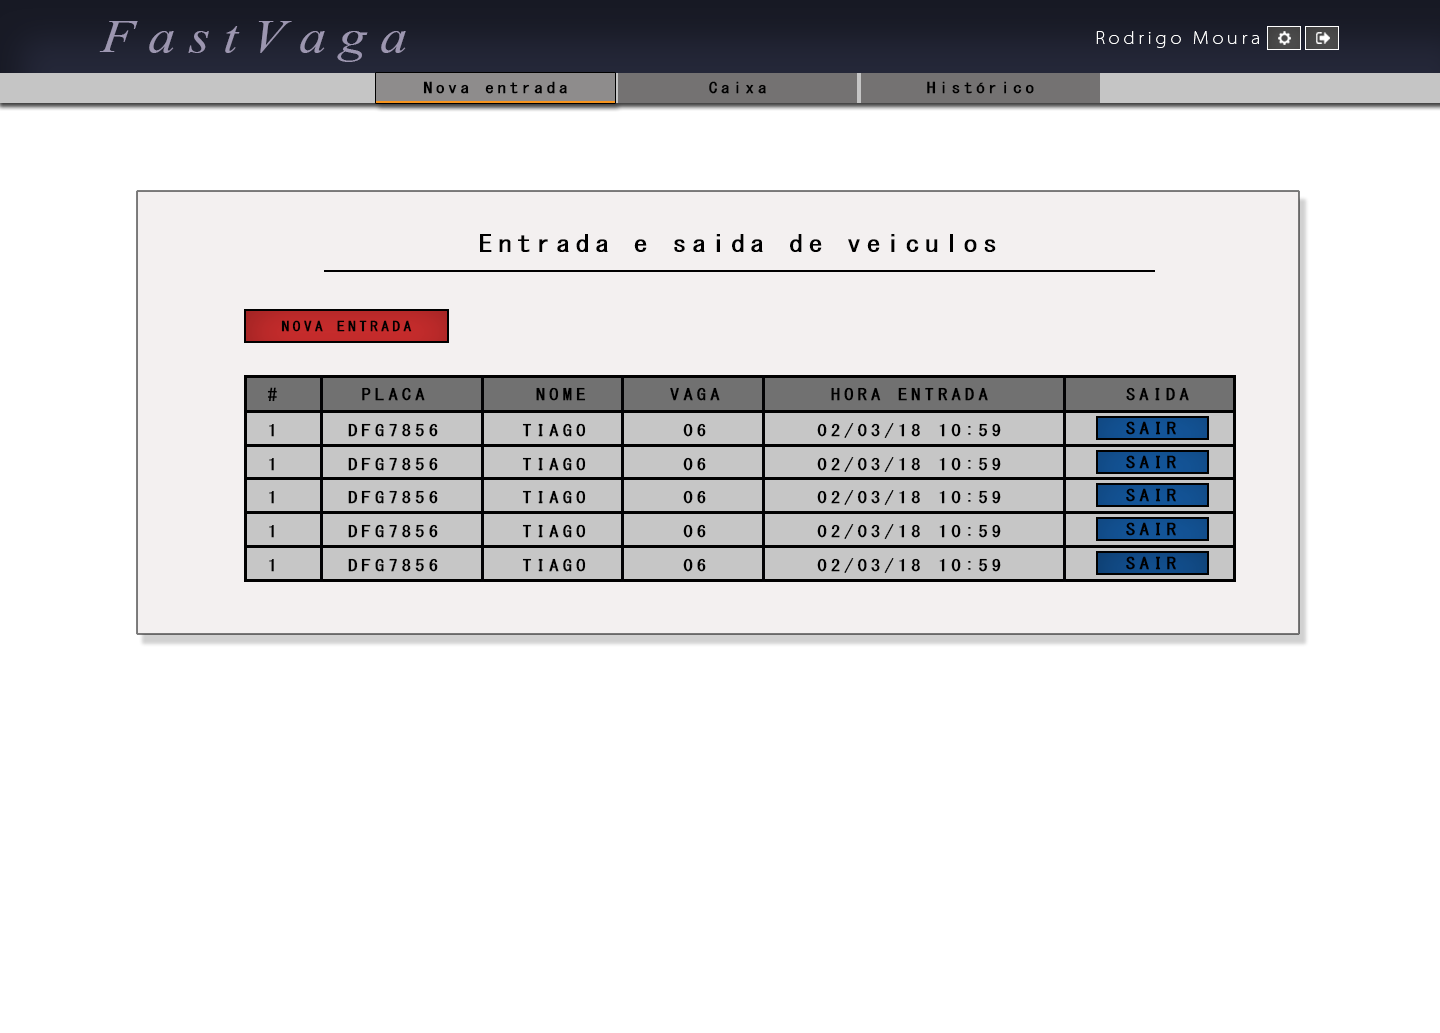 FastVaga
Rodrigo Moura
Nova entrada Caixa Histórico
Entrada e saida de veiculos
NOVA ENTRADA
# PLACA NOME VAGA HORA ENTRADA SAIDA
1 DFG7856 TIAGO 06 02/03/18 10:59 SAIR
1 DFG7856 TIAGO 06 02/03/18 10:59 SAIR
1 DFG7856 TIAGO 06 02/03/18 10:59 SAIR
1 DFG7856 TIAGO 06 02/03/18 10:59 SAIR
1 DFG7856 TIAGO 06 02/03/18 10:59 SAIR